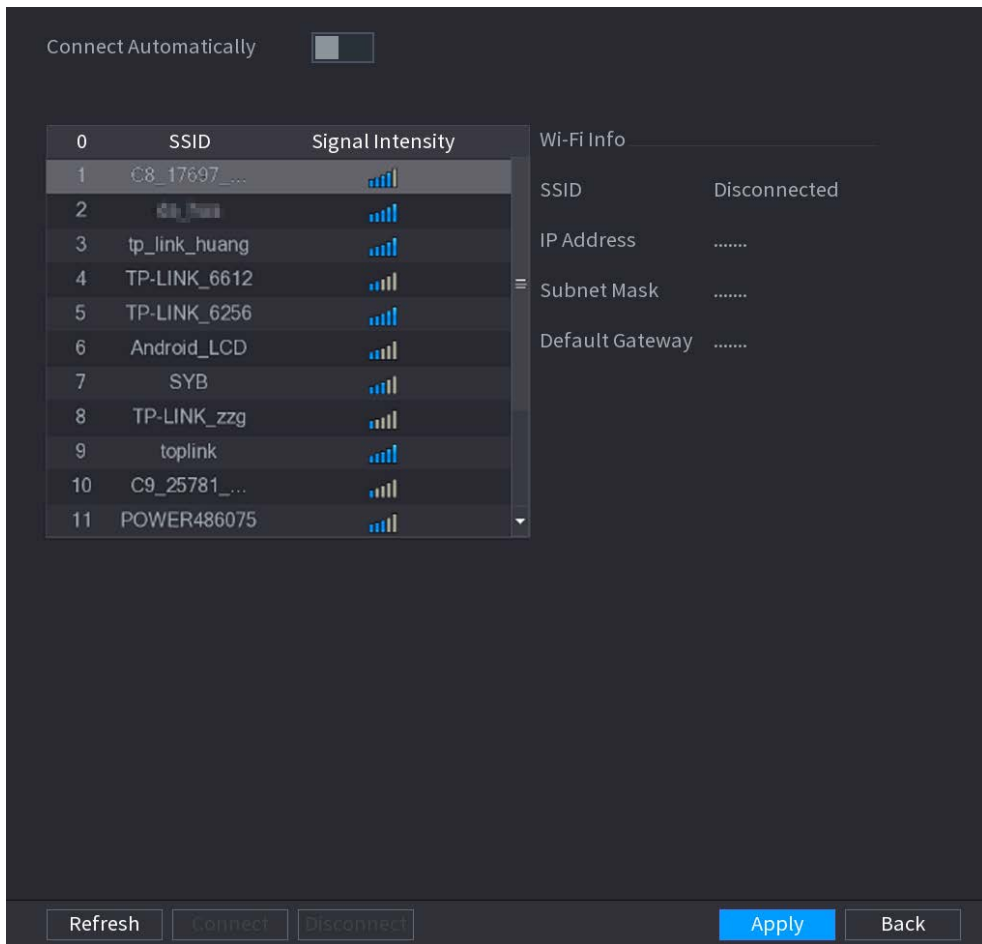 Connect Automatically
0 SSID Signal Intensity
1 C8_17697_...
2
3 tp_link_huang
4 TP-LINK_6612
5 TP-LINK_6256
6 Android_LCD
7 SYB
8 TP-LINK_zzg
9 toplink
10 C9_25781_...
11 POWER486075
Wi-Fi Info
SSID Disconnected
IP Address .......
Subnet Mask .......
Default Gateway .......
Refresh Connect Disconnect Apply Back